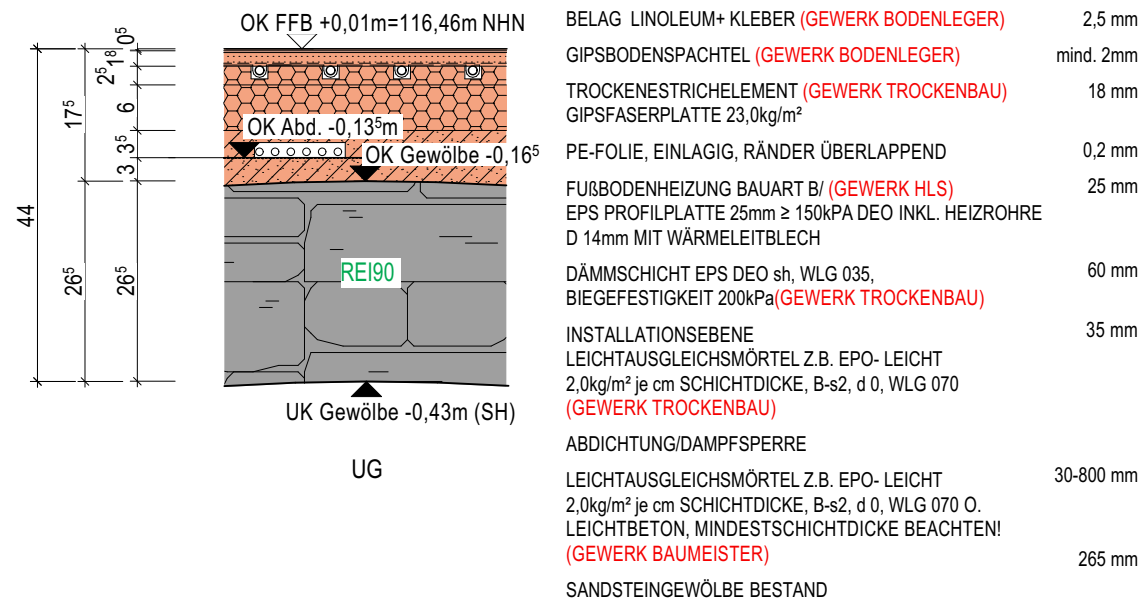 OK FFB +0,01m=116,46m NHN
0⁵
18
2⁵
6
3⁵
3
17⁵
44
26⁵
26⁵
OK Abd. -0,13⁵m
OK Gewölbe -0,16⁵
REI90
UK Gewölbe -0,43m (SH)
UG
BELAG LINOLEUM+ KLEBER (GEWERK BODENLEGER) 2,5 mm
GIPSBODENSPACHTEL (GEWERK BODENLEGER) mind. 2mm
TROCKENESTRICHELEMENT (GEWERK TROCKENBAU) 18 mm
GIPSFASERPLATTE 23,0kg/m²
PE-FOLIE, EINLAGIG, RÄNDER ÜBERLAPPEND 0,2 mm
FUßBODENHEIZUNG BAUART B/ (GEWERK HLS) 25 mm
EPS PROFILPLATTE 25mm ≥ 150kPA DEO INKL. HEIZROHRE
D 14mm MIT WÄRMELEITBLECH
DÄMMSCHICHT EPS DEO sh, WLG 035, 60 mm
BIEGEFESTIGKEIT 200kPa(GEWERK TROCKENBAU)
INSTALLATIONSEBENE 35 mm
LEICHTAUSGLEICHSMÖRTEL Z.B. EPO- LEICHT
2,0kg/m² je cm SCHICHTDICKE, B-s2, d 0, WLG 070
(GEWERK TROCKENBAU)
ABDICHTUNG/DAMPFSPERRE
LEICHTAUSGLEICHSMÖRTEL Z.B. EPO- LEICHT 30-800 mm
2,0kg/m² je cm SCHICHTDICKE, B-s2, d 0, WLG 070 O.
LEICHTBETON, MINDESTSCHICHTDICKE BEACHTEN!
(GEWERK BAUMEISTER) 265 mm
SANDSTEINGEWÖLBE BESTAND